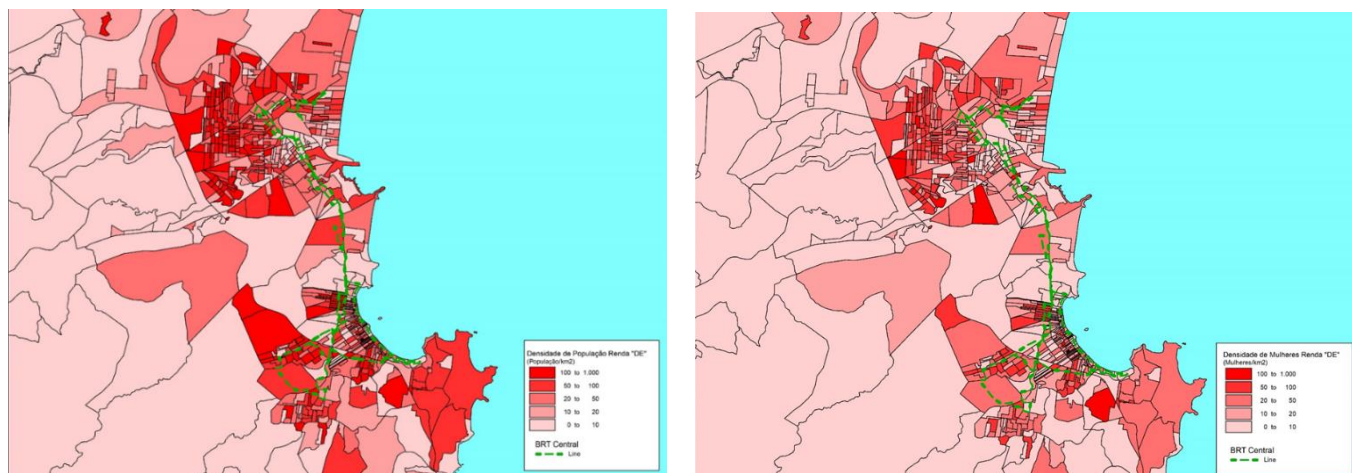 Densidade de População Renda "DE"
(População/km2)
100 to 1.000
50 to 100
20 to 50
10 to 20
0 to 10
BRT Central
Line
Densidade de Mulheres Renda "DE"
(Mulheres/km2)
100 to 1.000
50 to 100
20 to 50
10 to 20
0 to 10
BRT Central
Line